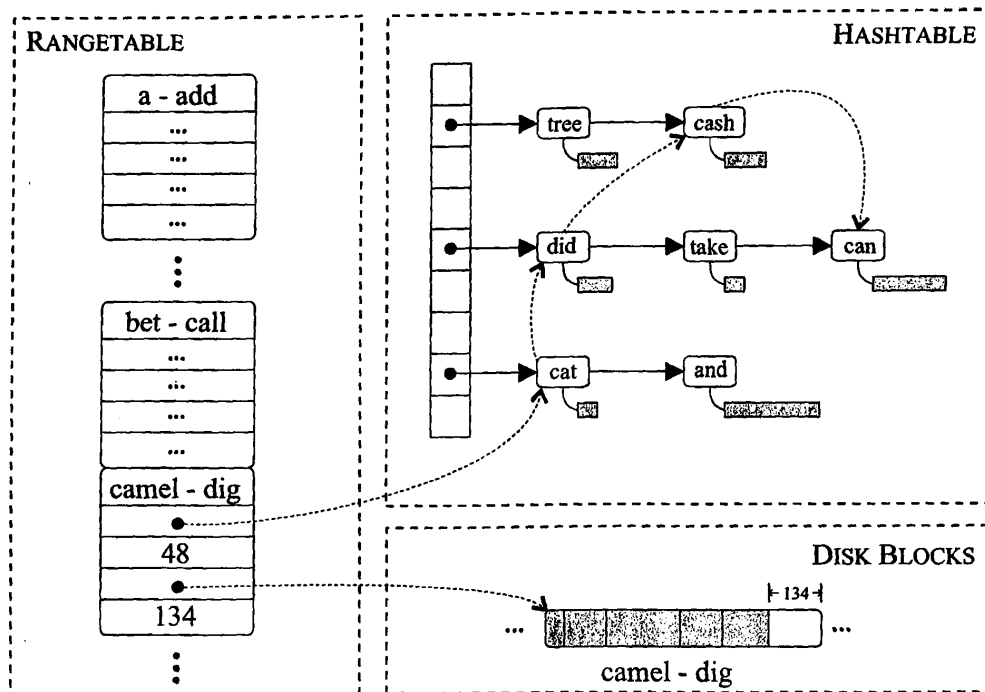 RANGETABLE
a - add
...
...
...
...
bet - call
...
...
...
...
camel - dig
48
134
HASHTABLE
tree
cash
did
take
can
cat
and
DISK BLOCKS
134
... ...
camel - dig